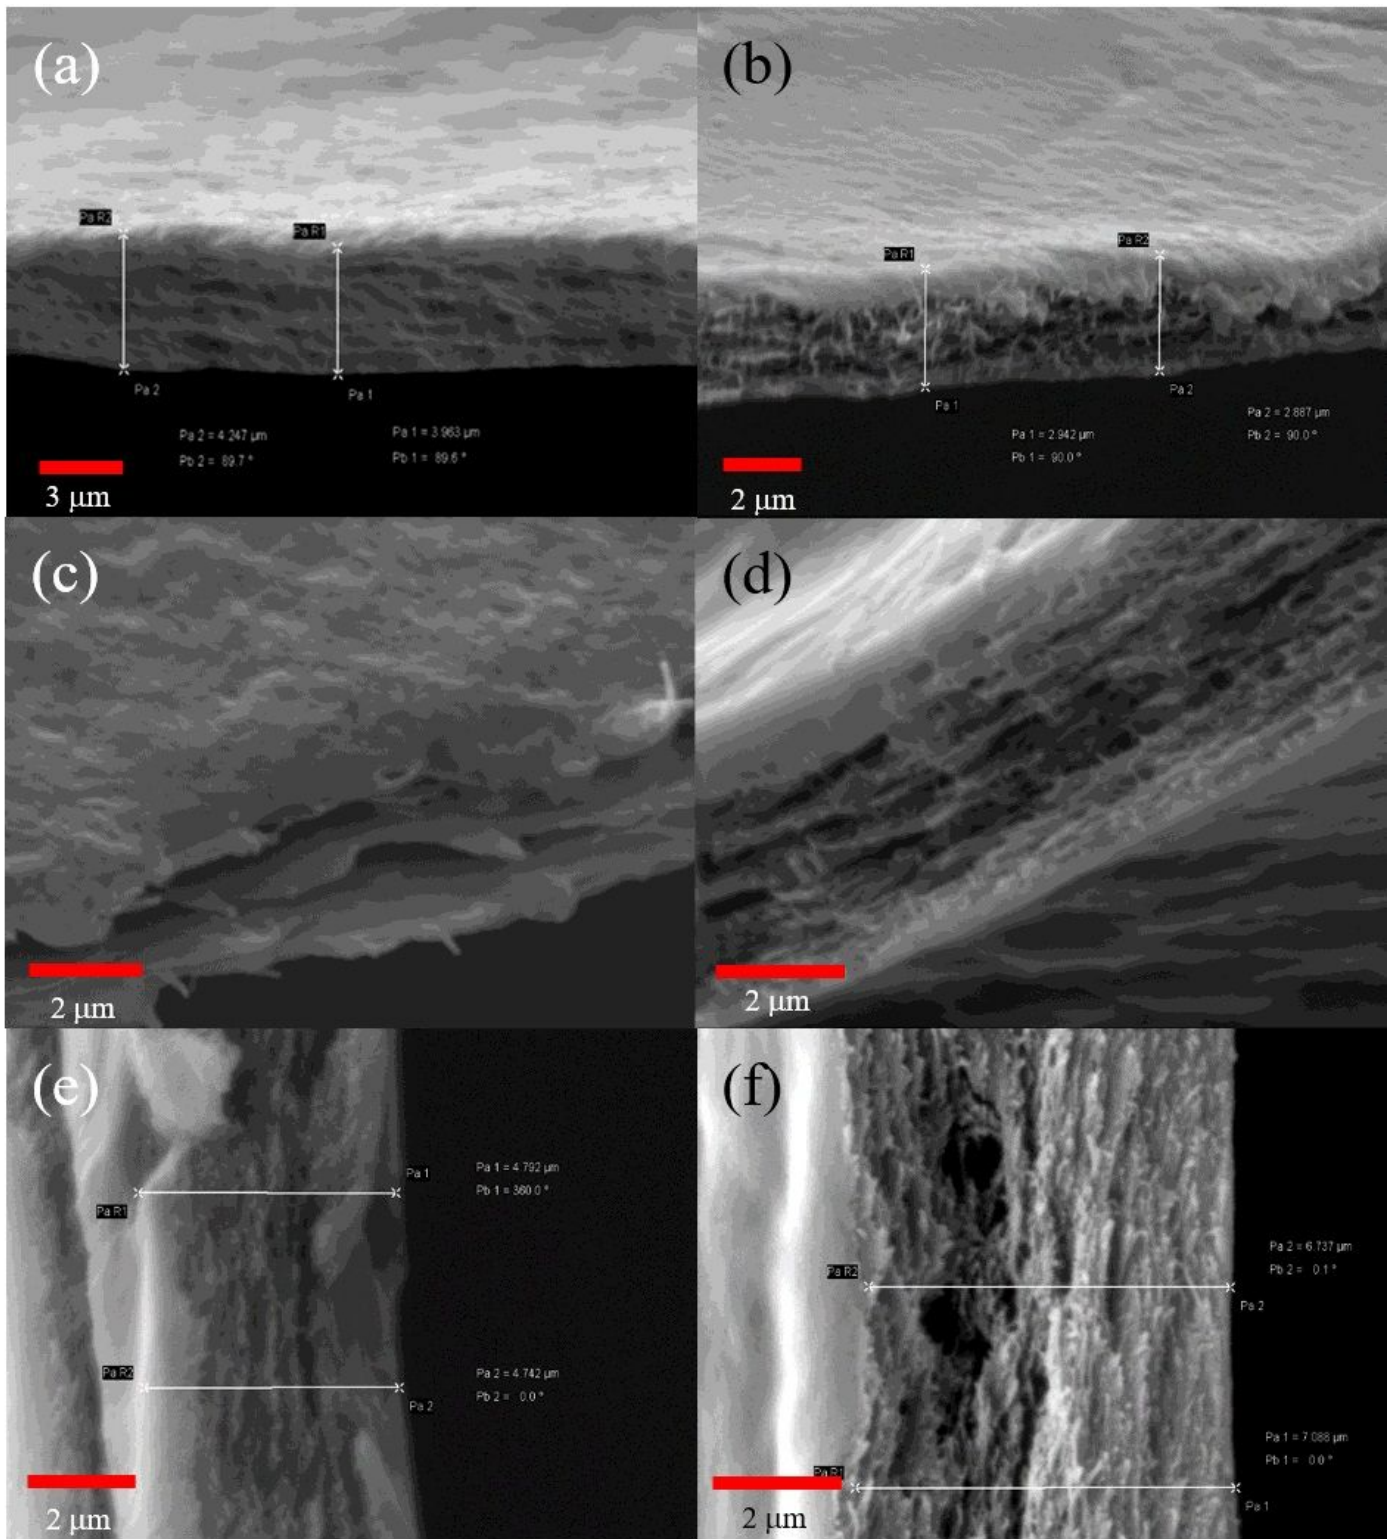 (a)
Pa R2
Pa R1
Pa 2
Pa 1
Pa 2 = 4.247 µm
Pb 2 = 89.7 °
Pa 1 = 3.963 µm
Pb 1 = 89.6 °
3 µm
(b)
Pa R1
Pa R2
Pa 1
Pa 2
Pa 1 = 2.942 µm
Pb 1 = 90.0 °
Pa 2 = 2.887 µm
Pb 2 = 90.0 °
2 µm
(c)
2 µm
(d)
2 µm
(e)
Pa R1
Pa 1
Pa 1 = 4.792 µm
Pb 1 = 360.0 °
Pa R2
Pa 2
Pa 2 = 4.742 µm
Pb 2 = 0.0 °
2 µm
(f)
Pa R2
Pa 2
Pa 2 = 6.737 µm
Pb 2 = 0.1 °
Pa R1
Pa 1
Pa 1 = 7.088 µm
Pb 1 = 0.0 °
2 µm